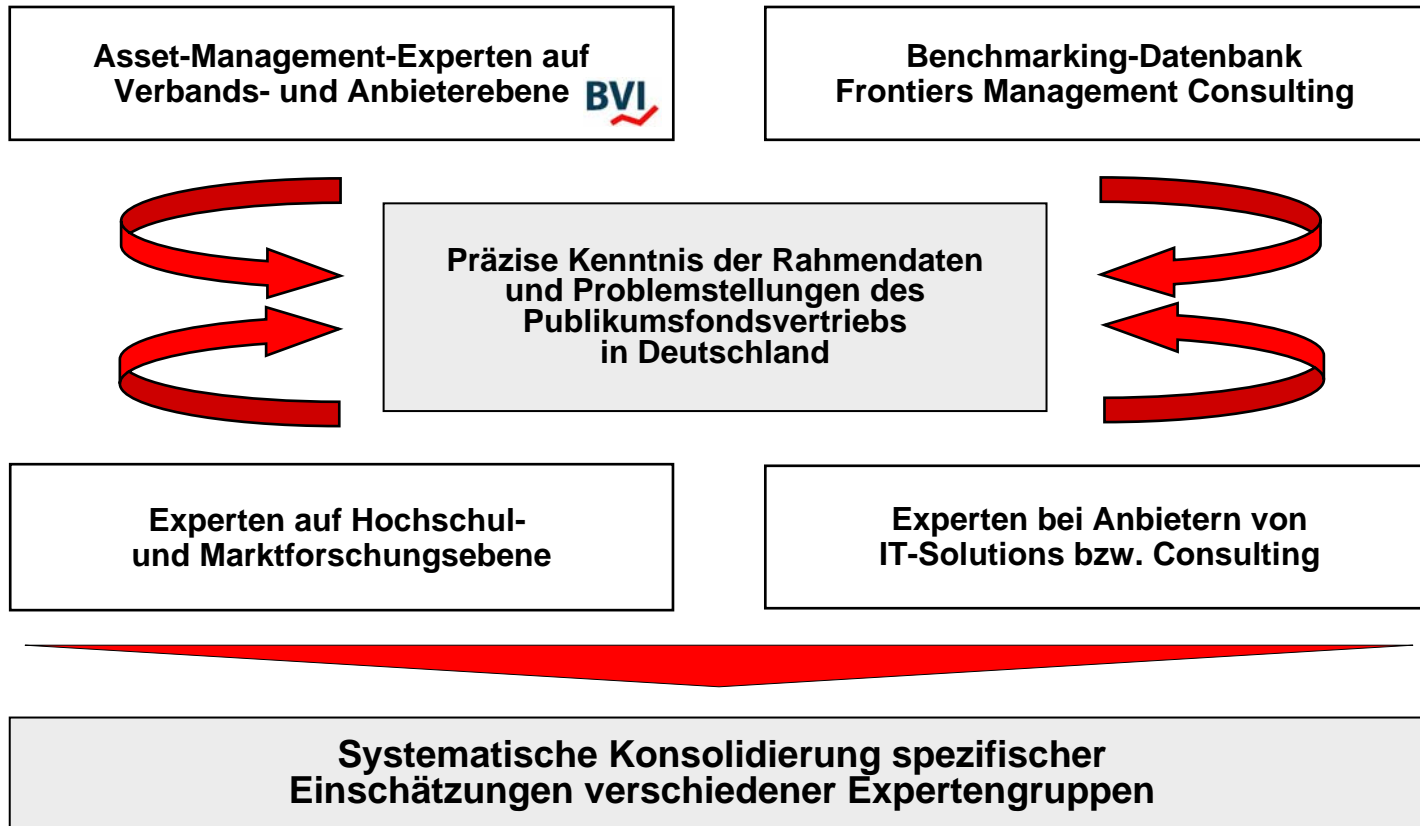 Asset-Management-Experten auf
Verbands- und Anbieterebene
BVI
Benchmarking-Datenbank
Frontiers Management Consulting
Präzise Kenntnis der Rahmendaten
und Problemstellungen des
Publikumsfondsvertriebs
in Deutschland
Experten auf Hochschul-
und Marktforschungsebene
Experten bei Anbietern von
IT-Solutions bzw. Consulting
Systematische Konsolidierung spezifischer
Einschätzungen verschiedener Expertengruppen